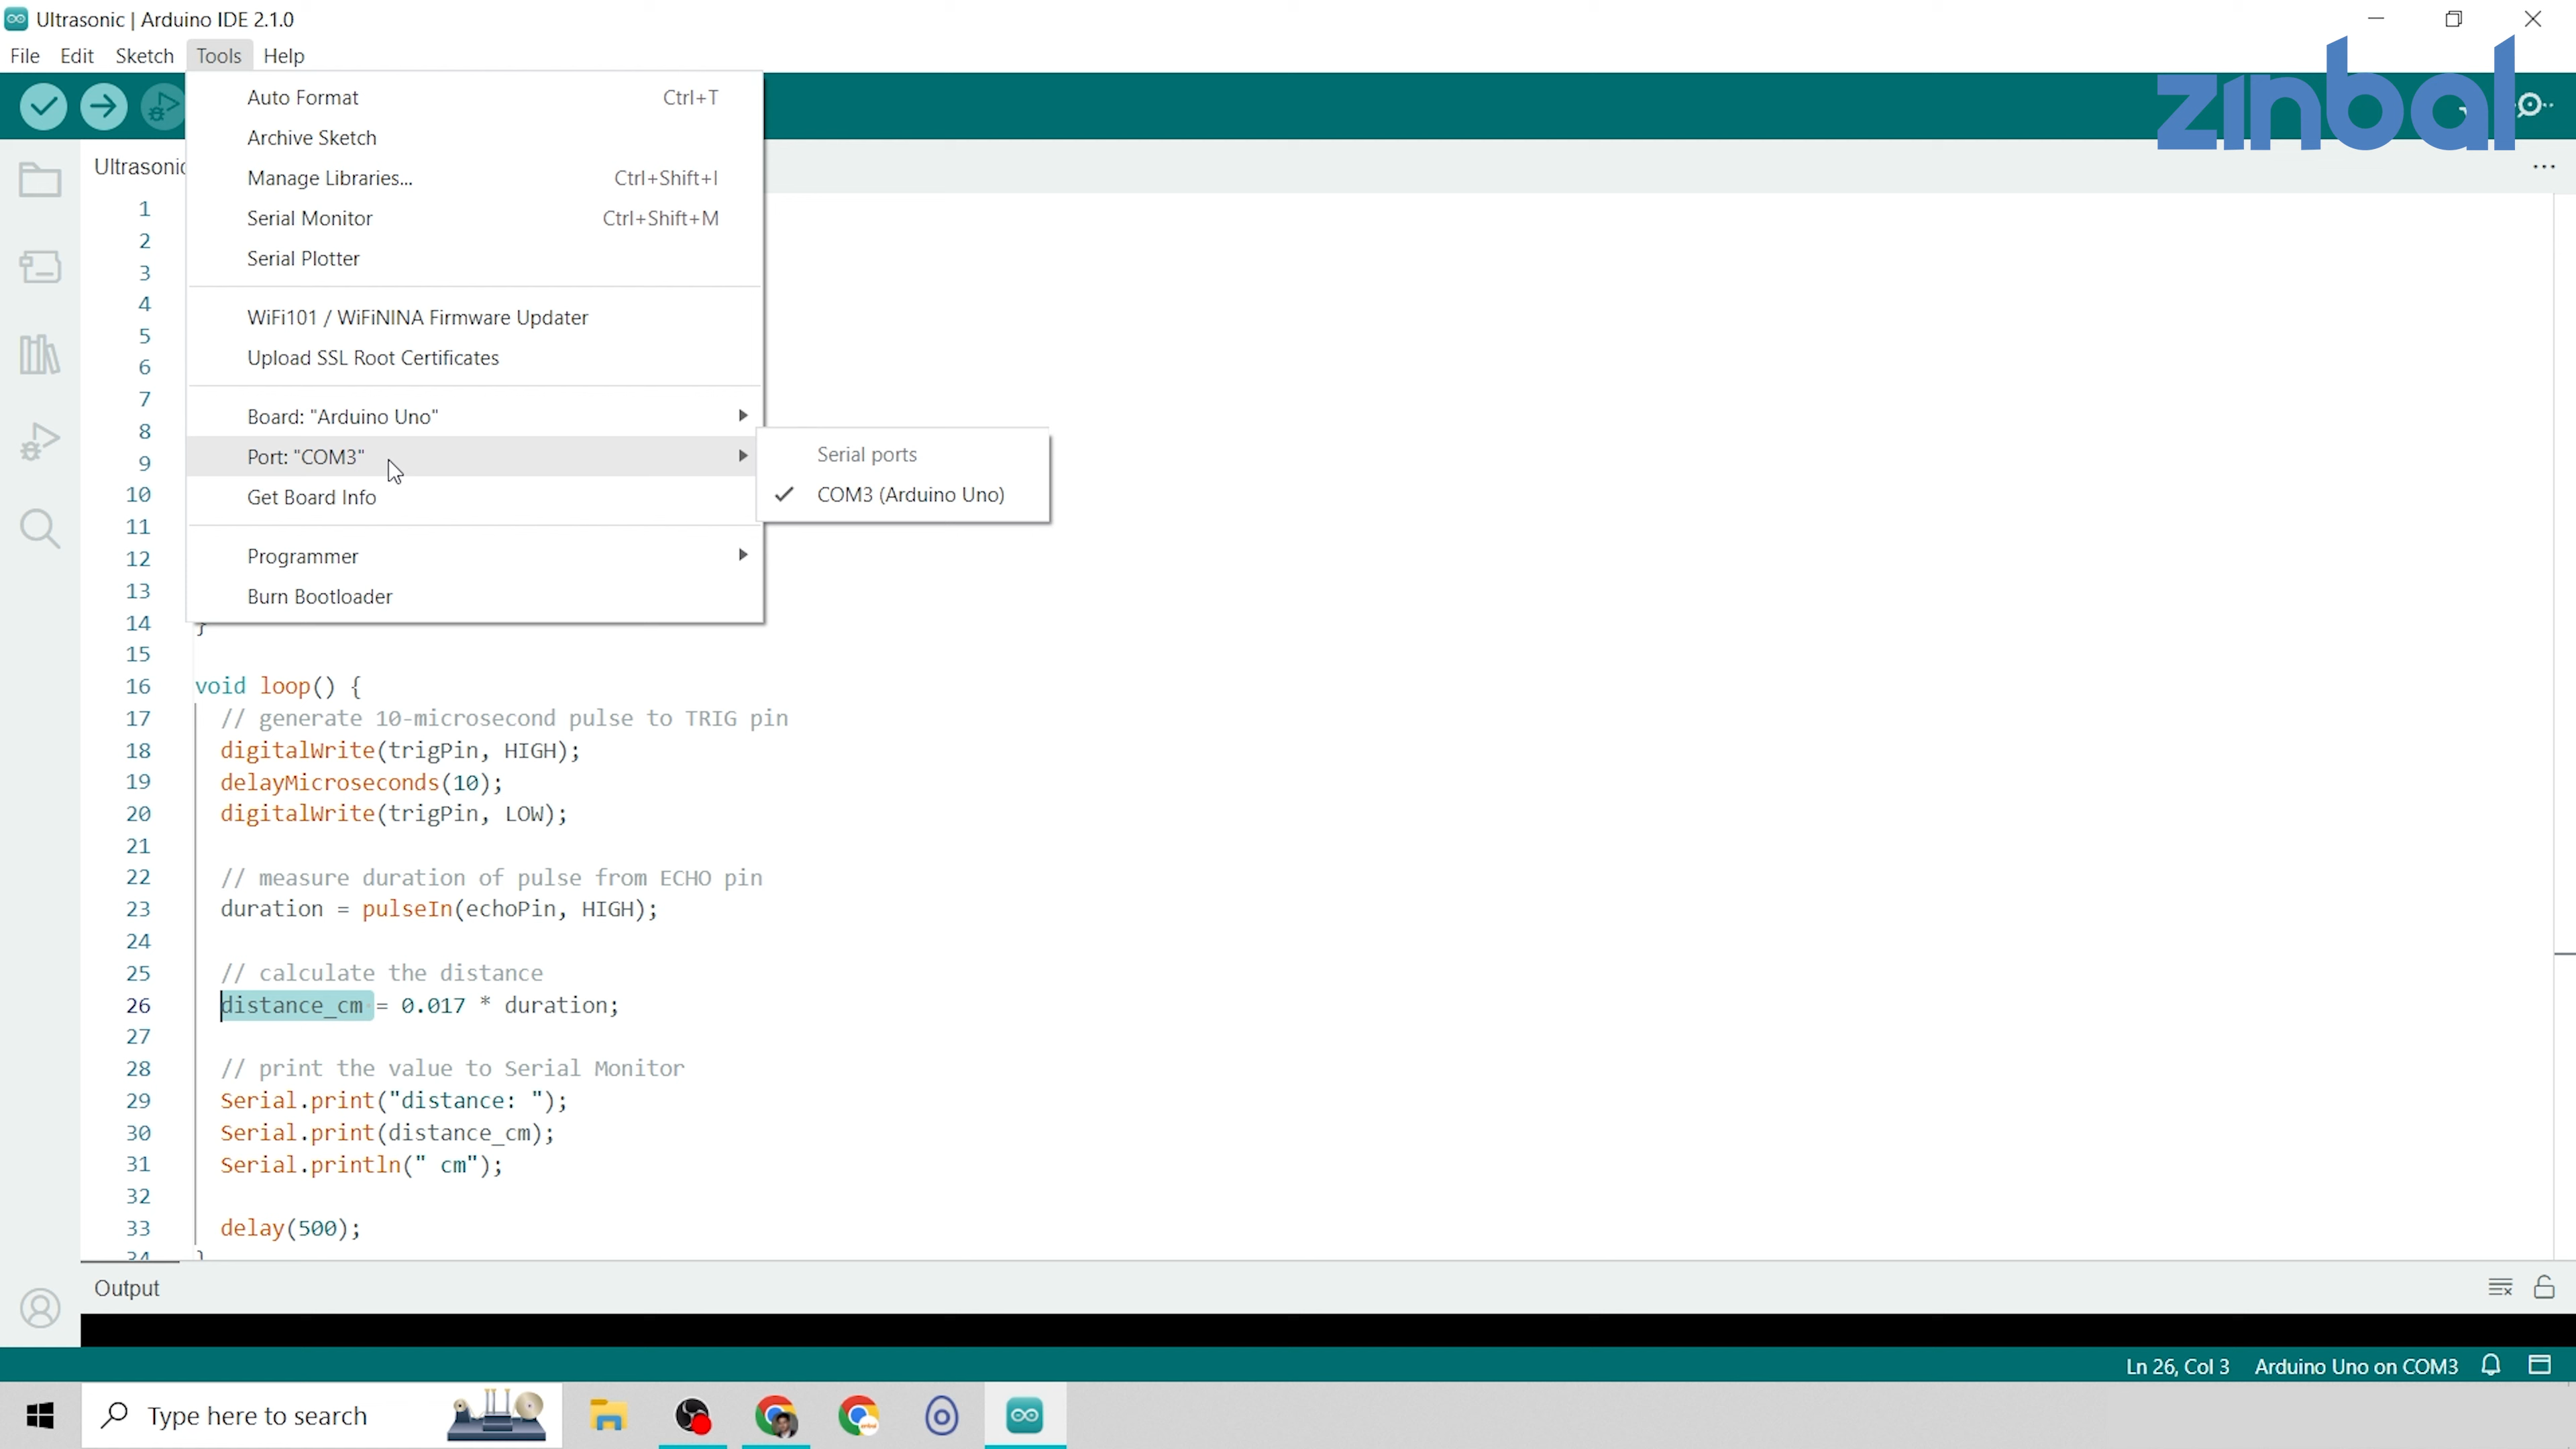 Ultrasonic | Arduino IDE 2.1.0
File Edit Sketch Tools Help
zinbal
Auto Format Ctrl+T
Archive Sketch
Manage Libraries... Ctrl+Shift+I
Serial Monitor Ctrl+Shift+M
Serial Plotter
WiFi101 / WiFiNINA Firmware Updater
Upload SSL Root Certificates
Board: "Arduino Uno"
Port: "COM3"
Get Board Info
Programmer
Burn Bootloader
Serial ports
COM3 (Arduino Uno)
Ultrasonic
1
2
3
4
5
6
7
8
9
10
11
12
13
14 }
15
16 void loop() {
17 // generate 10-microsecond pulse to TRIG pin
18 digitalWrite(trigPin, HIGH);
19 delayMicroseconds(10);
20 digitalWrite(trigPin, LOW);
21
22 // measure duration of pulse from ECHO pin
23 duration = pulseIn(echoPin, HIGH);
24
25 // calculate the distance
26 distance_cm = 0.017 * duration;
27
28 // print the value to Serial Monitor
29 Serial.print("distance: ");
30 Serial.print(distance_cm);
31 Serial.println(" cm");
32
33 delay(500);
34 }
Output
Ln 26, Col 3 Arduino Uno on COM3
Type here to search